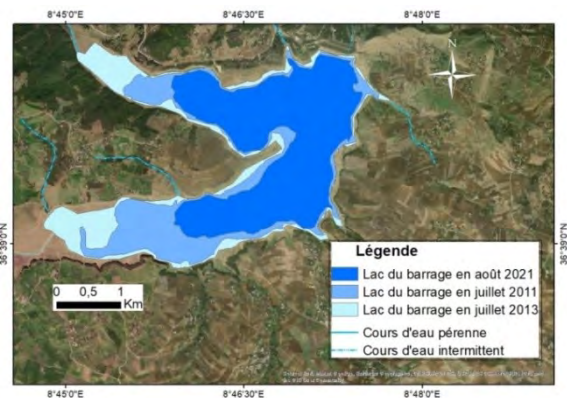 8°45'0"E 8°46'30"E 8°48'0"E
N
36°39'0"N 36°39'0"N
Légende
Lac du barrage en août 2021
Lac du barrage en juillet 2011
Lac du barrage en juillet 2013
Cours d'eau pérenne
Cours d'eau intermittent
0 0,5 1
Km
8°45'0"E 8°46'30"E 8°48'0"E